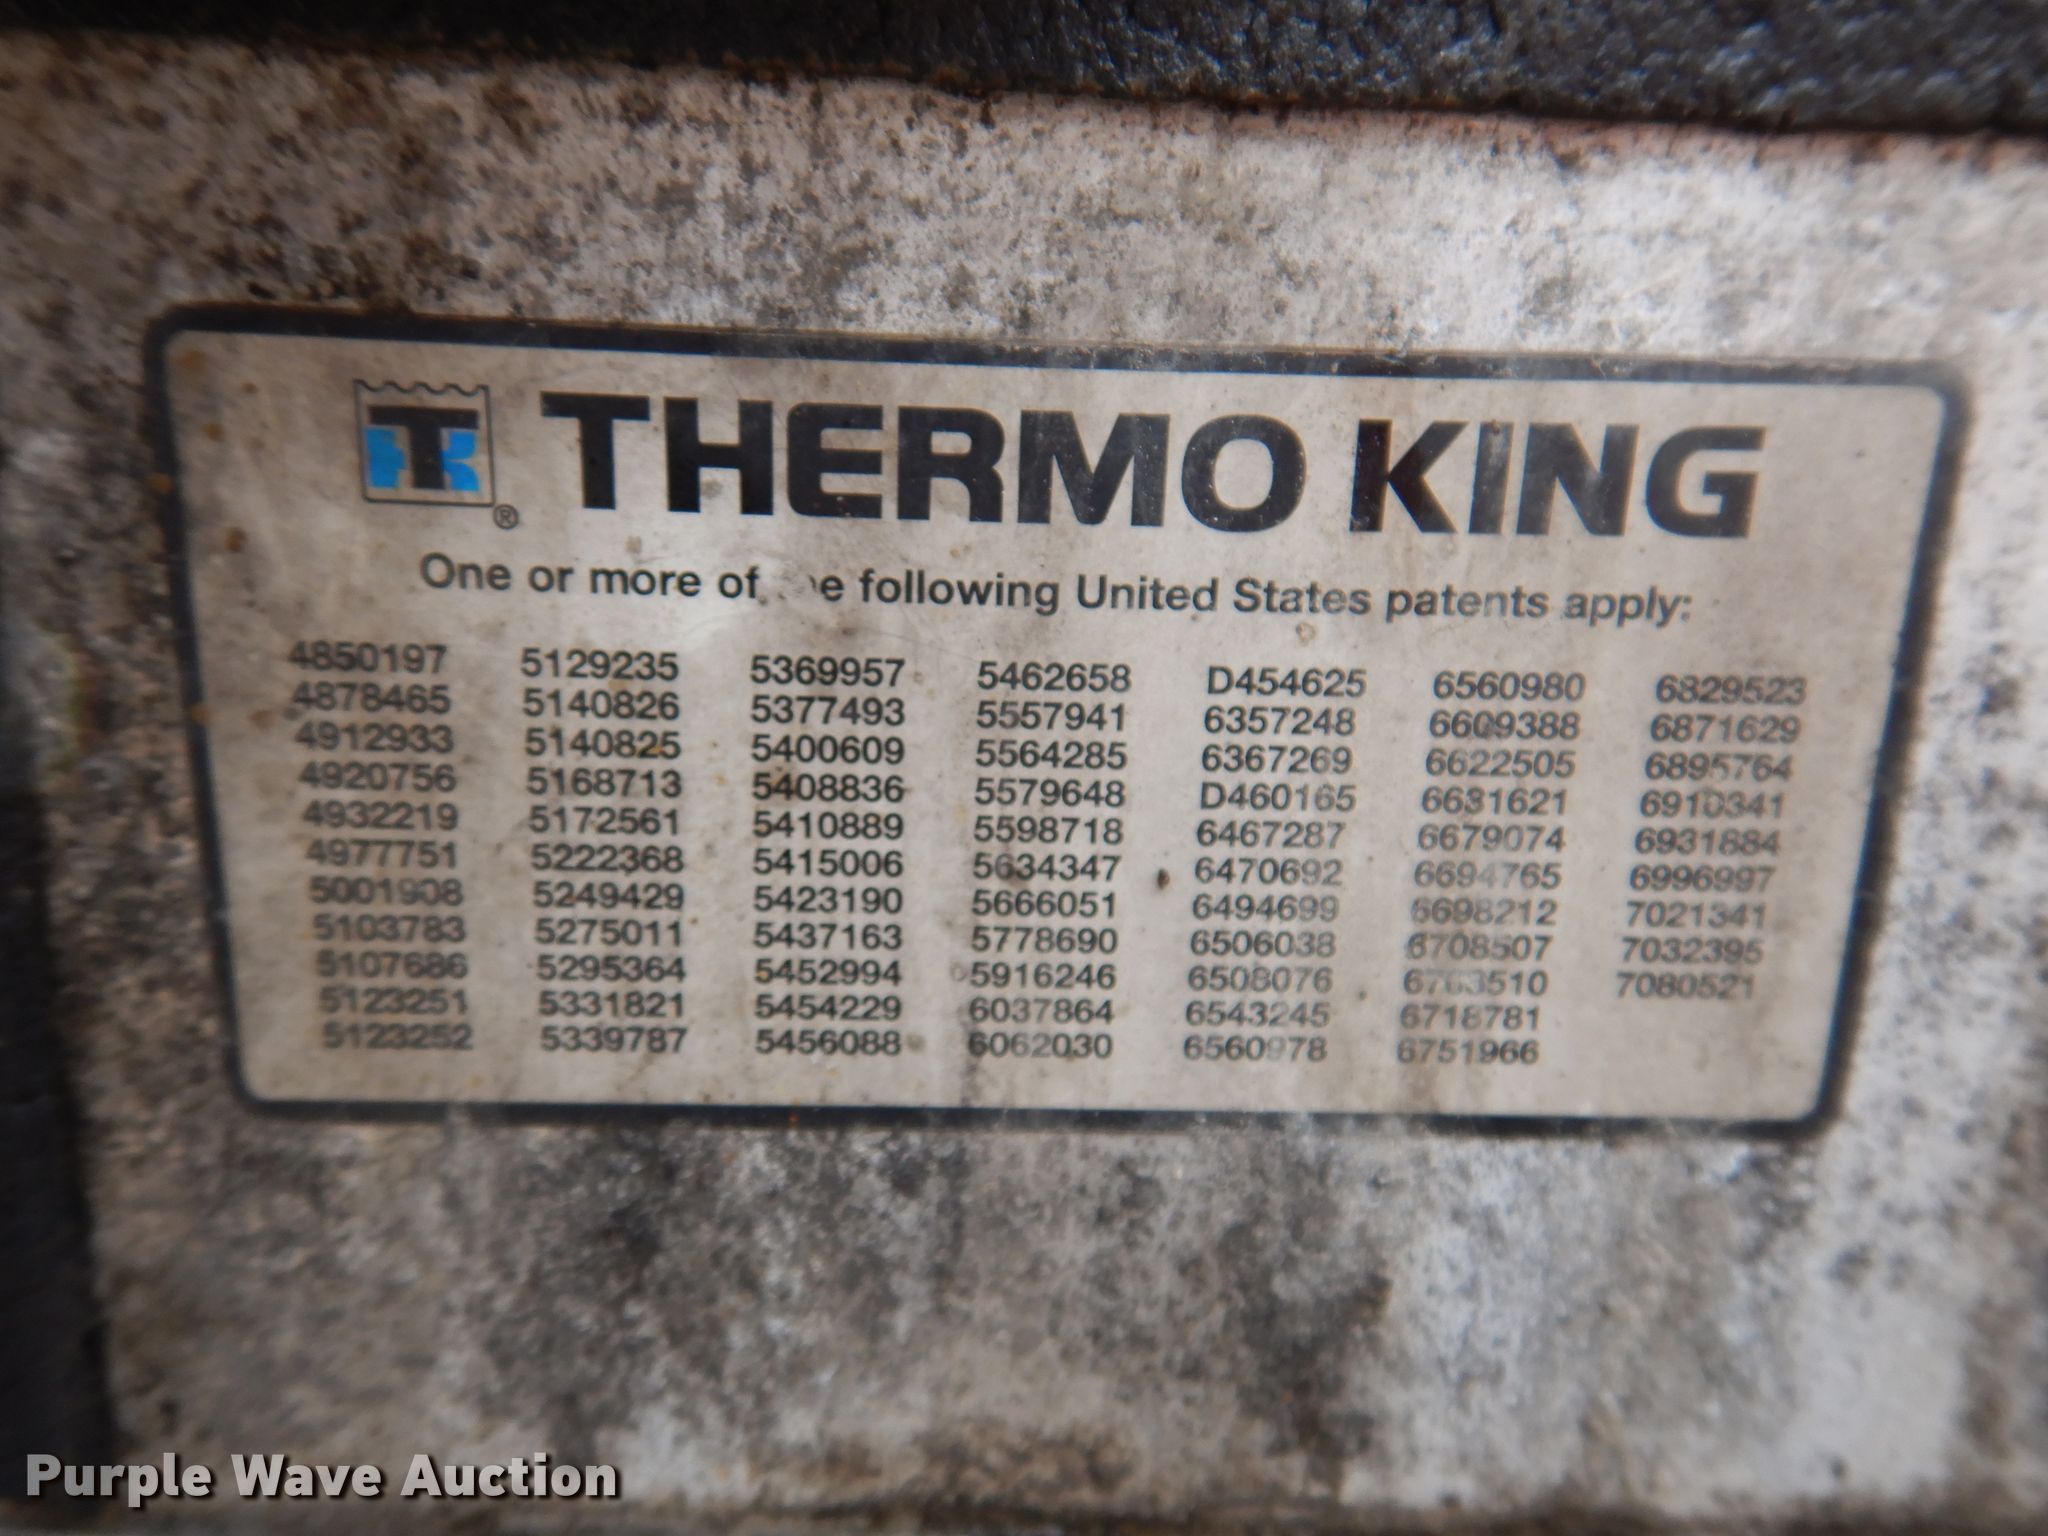 TK® THERMO KING
One or more of the following United States patents apply:
4850197 5129235 5369957 5462658 D454625 6560980 6829523
4878465 5140826 5377493 5557941 6357248 6609388 6871629
4912933 5140825 5400609 5564285 6367269 6622505 6895764
4920756 5168713 5408836 5579648 D460165 6631621 6910341
4932219 5172561 5410889 5598718 6467287 6679074 6931884
4977751 5222368 5415006 5634347 6470692 6694765 6996997
5001908 5249429 5423190 5666051 6494699 6698212 7021341
5103783 5275011 5437163 5778690 6506038 6708507 7032395
5107686 5295364 5452994 5916246 6508076 7080521
5123251 5331821 5454229 6037864 6543245 6718781
5123252 5339787 5456088 6062030 6560978 6751966
Purple Wave Auction